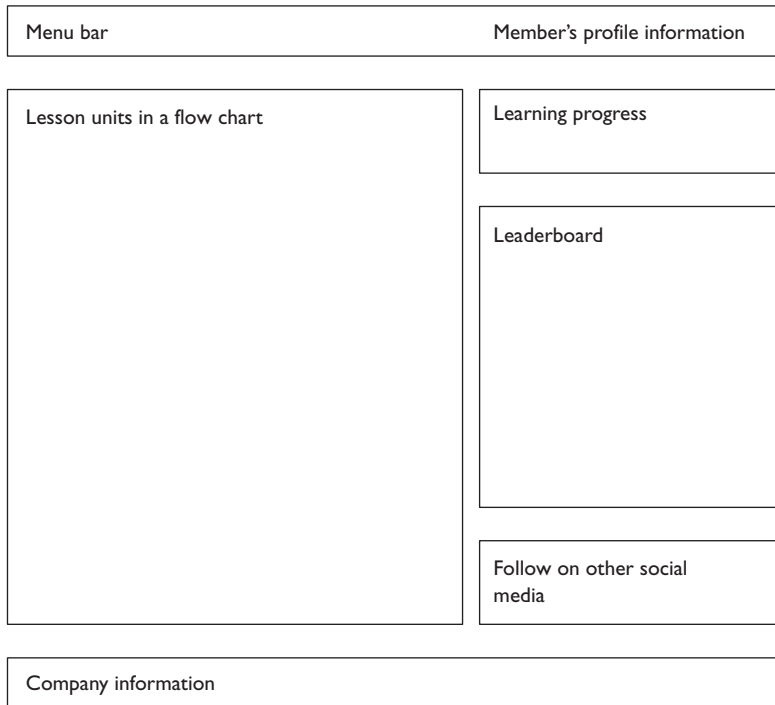 Menu bar
Member’s profile information
Lesson units in a flow chart
Learning progress
Leaderboard
Follow on other social
media
Company information